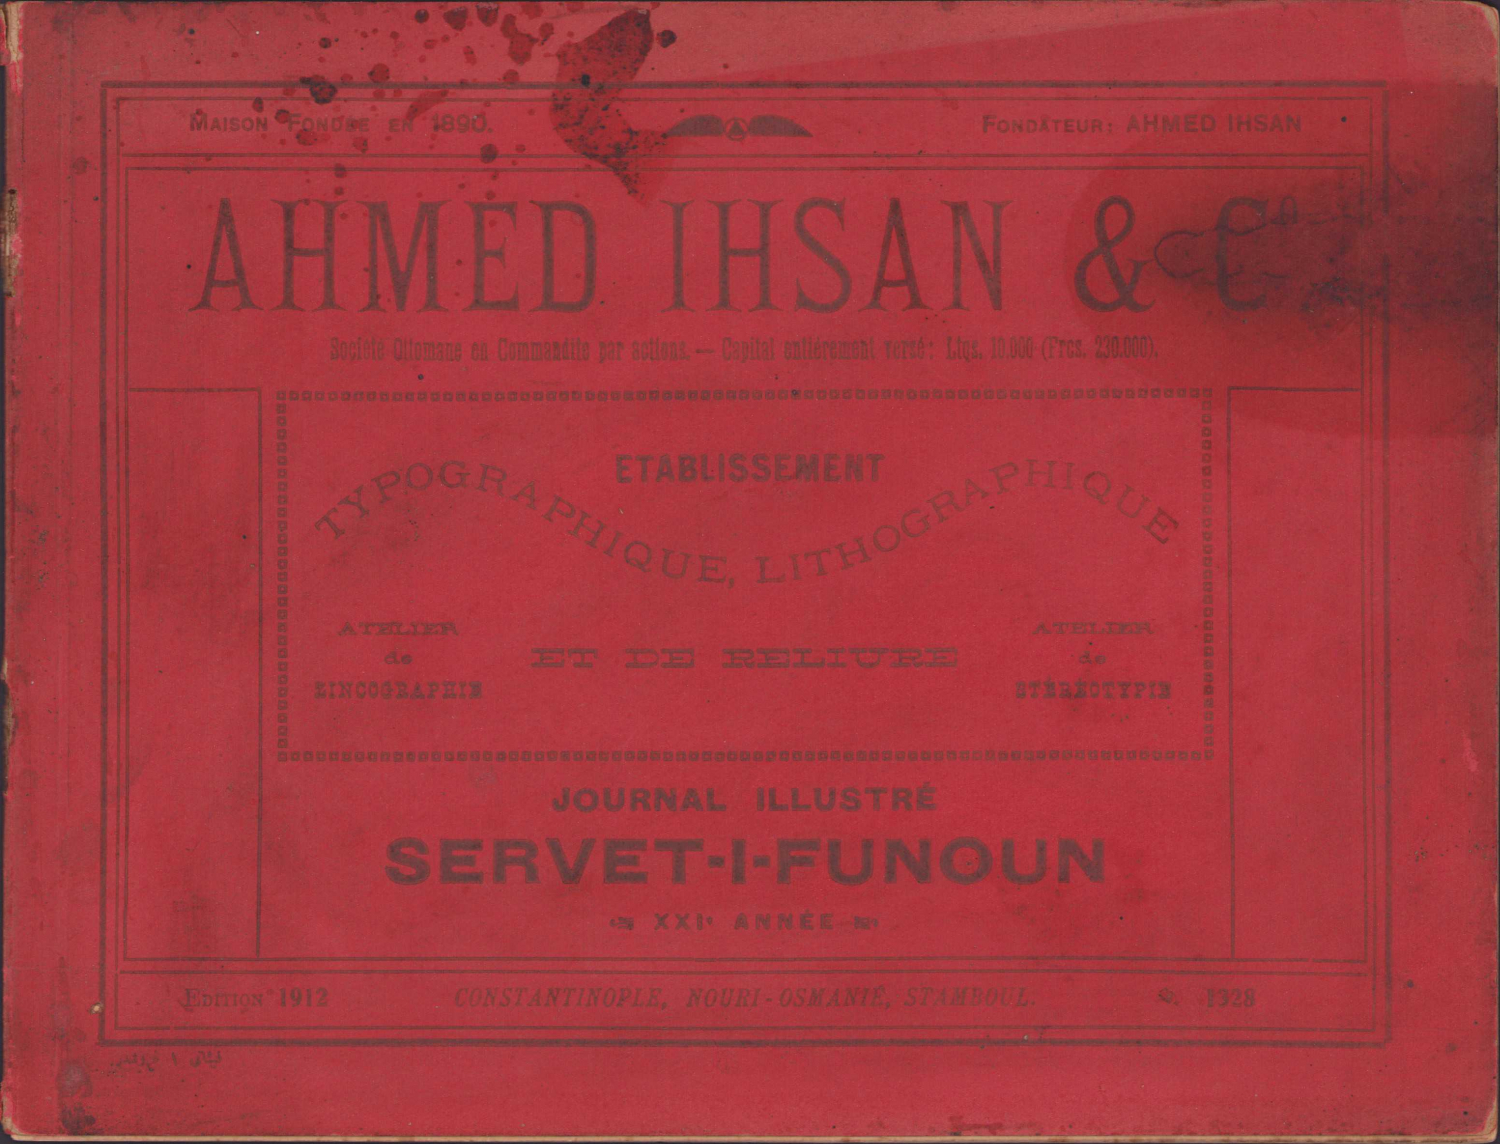 MAISON FONDÉE EN 1890.
FONDATEUR: AHMED IHSAN
AHMED IHSAN & Cᵒ
Société Ottomane en Commandite par actions. — Capital entiérement versé: Ltqs. 10.000 (Frcs. 230.000).
ETABLISSEMENT
TYPOGRAPHIQUE, LITHOGRAPHIQUE
ET DE RELIURE
ATELIER
de
ZINCOGRAPHIE
ATELIER
de
STÉRÉOTYPIE
JOURNAL ILLUSTRÉ
SERVET-I-FUNOUN
XXIᵉ ANNÉE
EDITION 1912
CONSTANTINOPLE, NOURI-OSMANIÉ, STAMBOUL.
1328